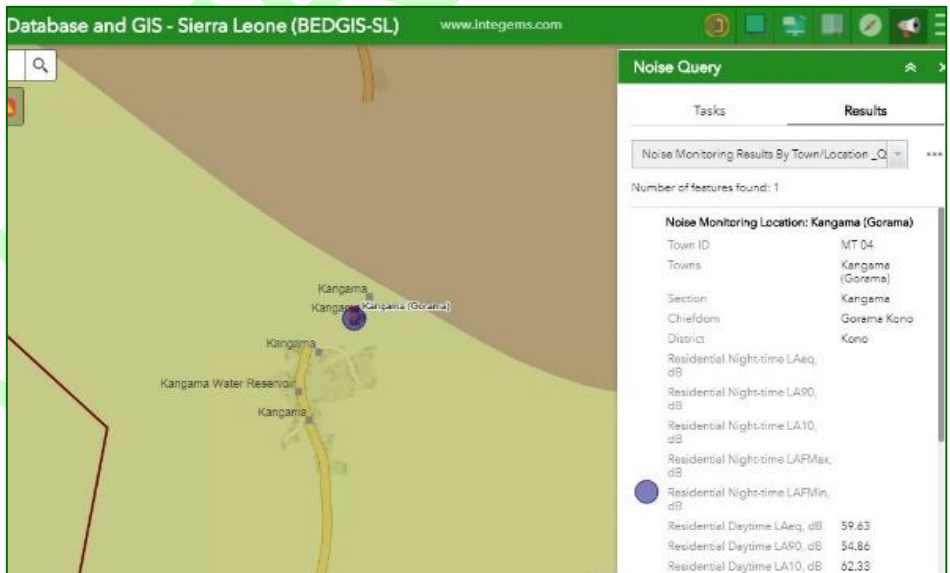 Database and GIS - Sierra Leone (BEDGIS-SL) www.integems.com
Noise Query
Tasks Results
Noise Monitoring Results By Town/Location _Q
Number of features found: 1
Noise Monitoring Location: Kangama (Gorama)
Town ID MT 04
Towns Kangama
(Gorama)
Section Kangama
Chiefdom Gorama Kono
District Kono
Residential Night-time LAeq,
dB
Residential Night-time LA90,
dB
Residential Night-time LA10,
dB
Residential Night-time LAFMax,
dB
Residential Night-time LAFMin,
dB
Residential Daytime LAeq, dB 59.63
Residential Daytime LA90, dB 54.86
Residential Daytime LA10, dB 62.33
Kangama
Kangama (Gorama)
Kangama
Kangama Water Reservoir
Kangama